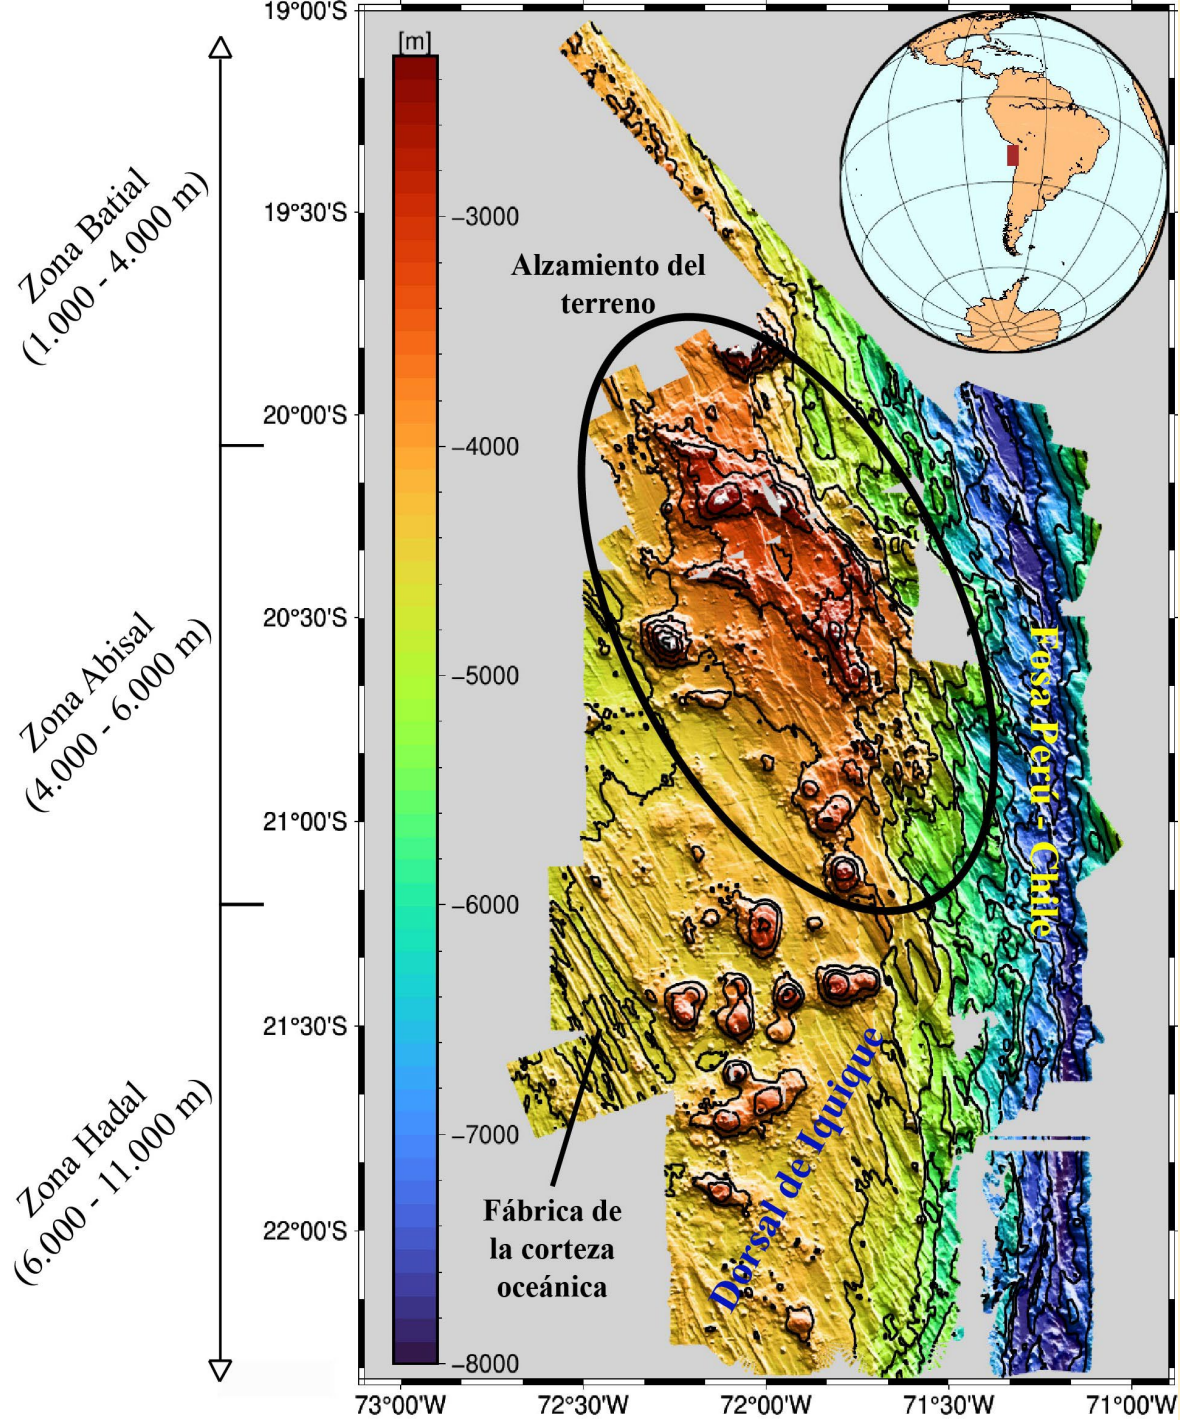 19°00'S
19°30'S
20°00'S
20°30'S
21°00'S
21°30'S
22°00'S
Zona Batial
(1.000 - 4.000 m)
Zona Abisal
(4.000 - 6.000 m)
Zona Hadal
(6.000 - 11.000 m)
[m]
−3000
−4000
−5000
−6000
−7000
−8000
Alzamiento del
terreno
Fosa Perú - Chile
Dorsal de Iquique
Fábrica de
la corteza
oceánica
73°00'W
72°30'W
72°00'W
71°30'W
71°00'W